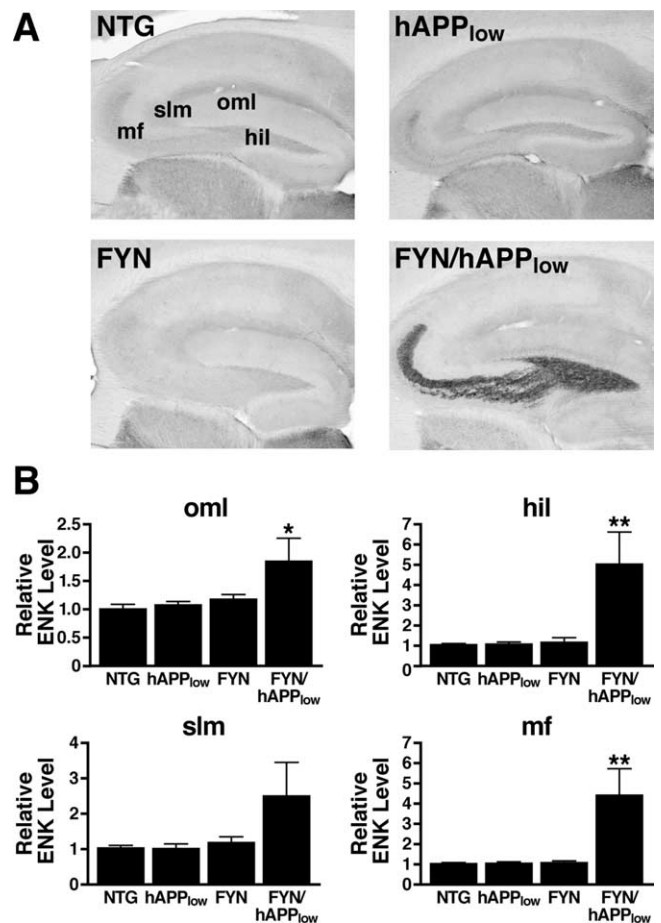 A
NTG
hAPPlow
slm
oml
mf
hil
FYN
FYN/hAPPlow
B
oml
Relative
ENK Level
2.5
2.0
1.5
1.0
0.5
0
*
NTG
hAPPlow
FYN
FYN/
hAPPlow
hil
Relative
ENK Level
7
6
5
4
3
2
1
0
**
NTG
hAPPlow
FYN
FYN/
hAPPlow
slm
Relative
ENK Level
4
3
2
1
0
NTG
hAPPlow
FYN
FYN/
hAPPlow
mf
Relative
ENK Level
7
6
5
4
3
2
1
0
**
NTG
hAPPlow
FYN
FYN/
hAPPlow